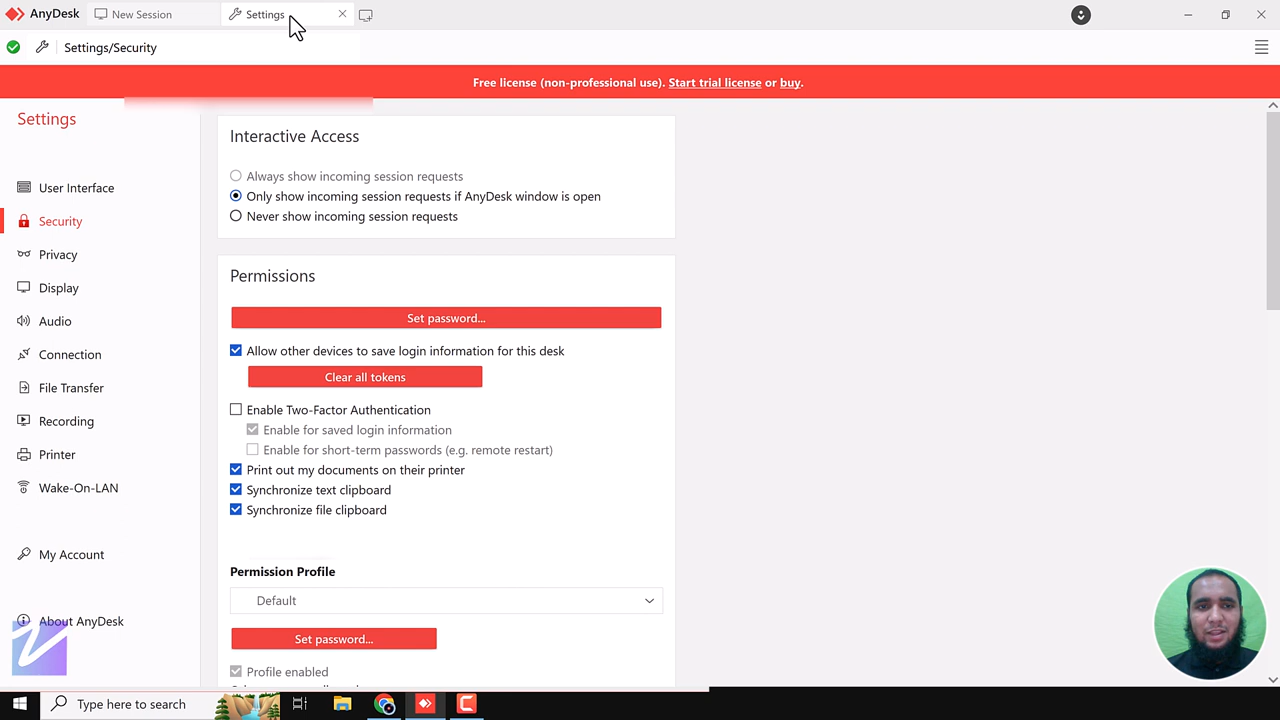 AnyDesk
New Session
Settings
Settings/Security
Free license (non-professional use). Start trial license or buy.
Settings
User Interface
Security
Privacy
Display
Audio
Connection
File Transfer
Recording
Printer
Wake-On-LAN
My Account
About AnyDesk
Interactive Access
Always show incoming session requests
Only show incoming session requests if AnyDesk window is open
Never show incoming session requests
Permissions
Set password...
Allow other devices to save login information for this desk
Clear all tokens
Enable Two-Factor Authentication
Enable for saved login information
Enable for short-term passwords (e.g. remote restart)
Print out my documents on their printer
Synchronize text clipboard
Synchronize file clipboard
Permission Profile
Default
Set password...
Profile enabled
Type here to search